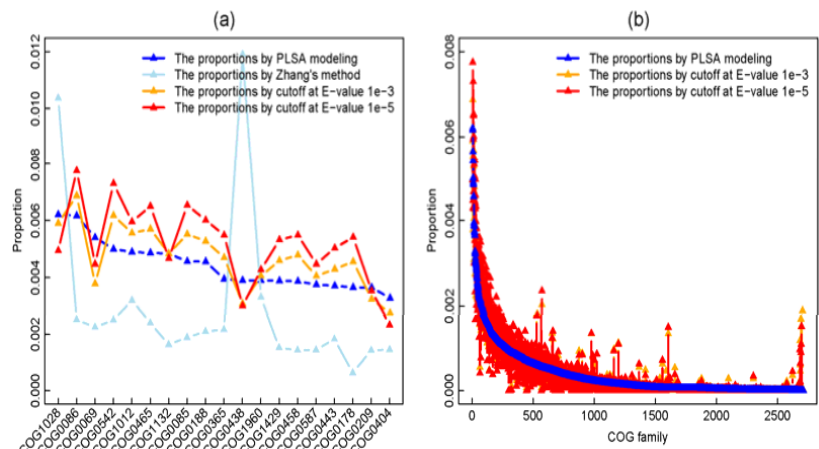 (a)
The proportions by PLSA modeling
The proportions by Zhang's method
The proportions by cutoff at E-value 1e-3
The proportions by cutoff at E-value 1e-5
Proportion
0.012
0.010
0.008
0.006
0.004
0.002
0.000
COG1028
COG0086
COG0069
COG0542
COG1012
COG0465
COG1132
COG0085
COG0188
COG0365
COG0438
COG1960
COG1429
COG0458
COG0587
COG0443
COG0178
COG0209
COG0404
(b)
The proportions by PLSA modeling
The proportions by cutoff at E-value 1e-3
The proportions by cutoff at E-value 1e-5
Proportion
0.008
0.006
0.004
0.002
0.000
0
500
1000
1500
2000
2500
COG family